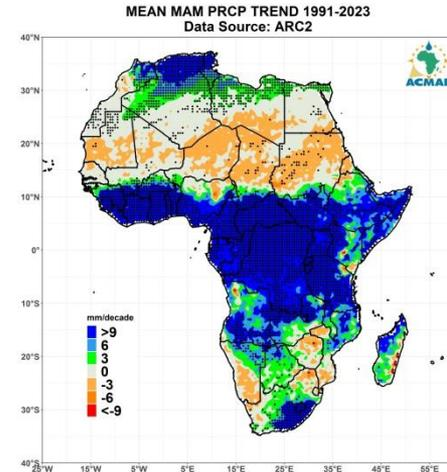 MEAN MAM PRCP TREND 1991-2023
Data Source: ARC2
40°N
ACMAD
30°N
20°N
10°N
0°
10°S
mm/decade
>9
6
3
0
-3
-6
<-9
20°S
30°S
40°S
25°W 15°W 5°W 5°E 15°E 25°E 35°E 45°E 55°E